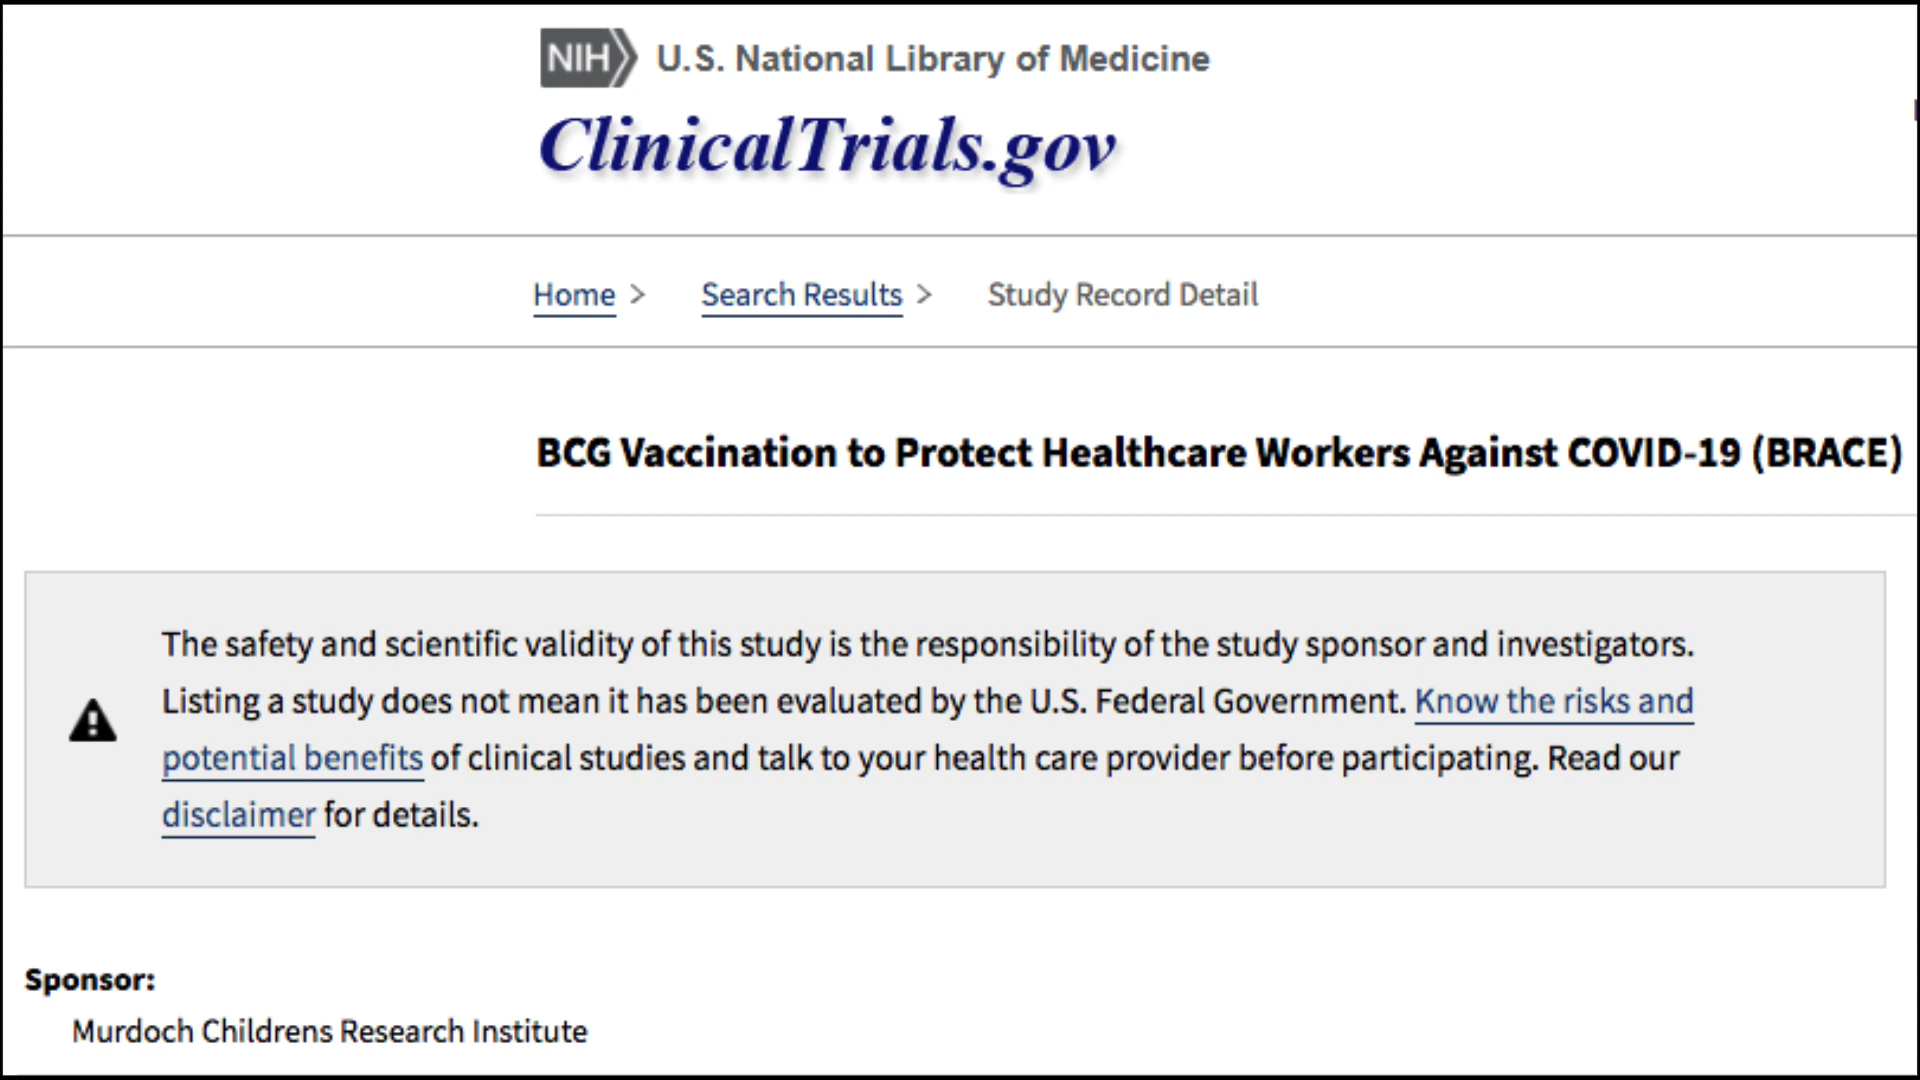 NIH U.S. National Library of Medicine
ClinicalTrials.gov
Home > Search Results > Study Record Detail
BCG Vaccination to Protect Healthcare Workers Against COVID-19 (BRACE)
The safety and scientific validity of this study is the responsibility of the study sponsor and investigators.
Listing a study does not mean it has been evaluated by the U.S. Federal Government. Know the risks and
potential benefits of clinical studies and talk to your health care provider before participating. Read our
disclaimer for details.
Sponsor:
Murdoch Childrens Research Institute